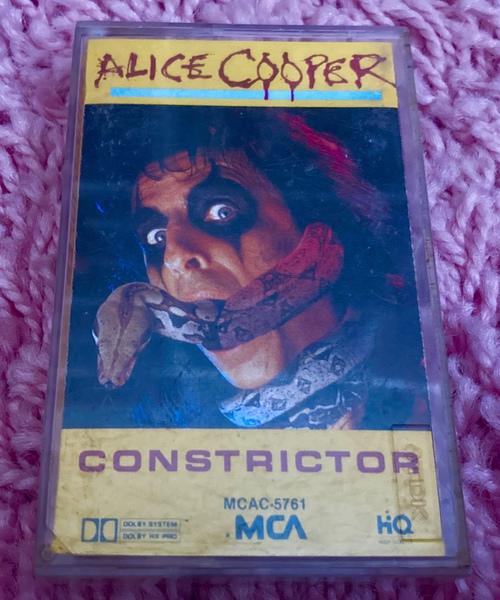 ALICE COOPER
CONSTRICTOR
MCAC-5761
DOLBY SYSTEM
DOLBY HX PRO
MCA
HQ